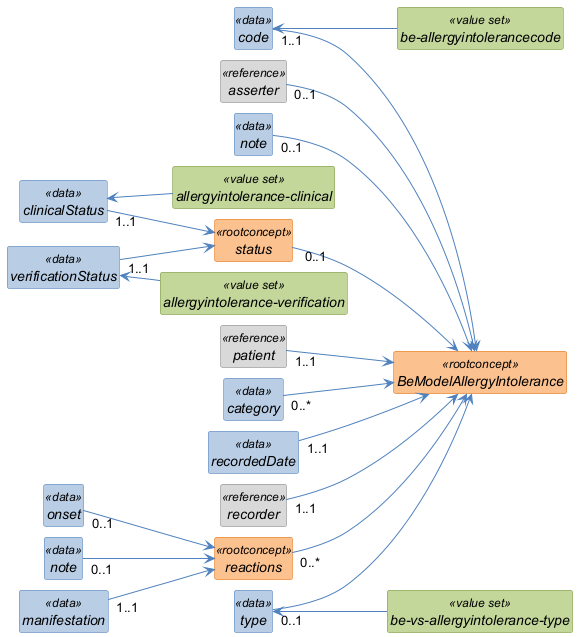 «data»
code
1..1
«value set»
be-allergyintolerancecode
«reference»
asserter
0..1
«data»
note
0..1
«value set»
allergyintolerance-clinical
«data»
clinicalStatus
1..1
«rootconcept»
status
0..1
«data»
verificationStatus
1..1
«value set»
allergyintolerance-verification
«reference»
patient
1..1
«rootconcept»
BeModelAllergyIntolerance
«data»
category
0..*
«data»
recordedDate
1..1
«reference»
recorder
1..1
«data»
onset
0..1
«rootconcept»
reactions
0..*
«data»
note
0..1
«data»
manifestation
1..1
«data»
type
0..1
«value set»
be-vs-allergyintolerance-type